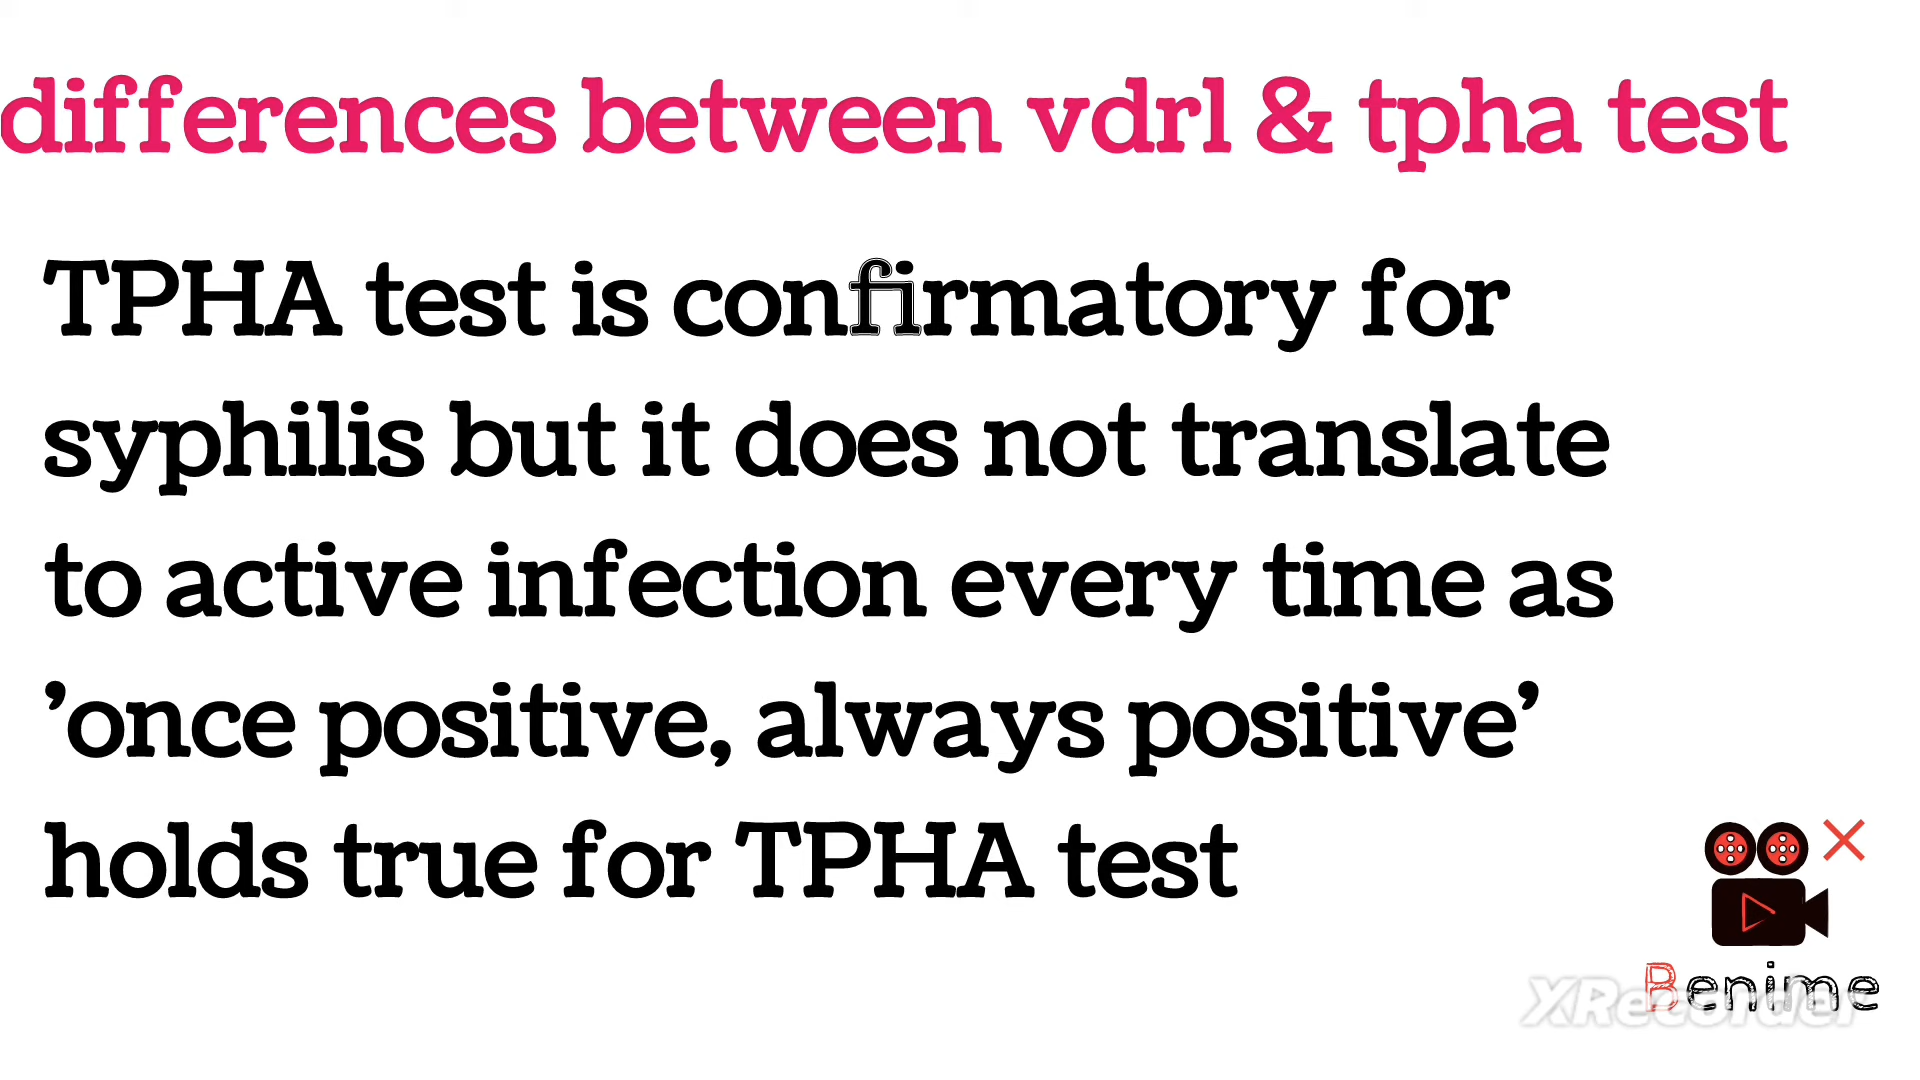 differences between vdrl & tpha test
TPHA test is confirmatory for
syphilis but it does not translate
to active infection every time as
’once positive, always positive’
holds true for TPHA test
Benime
XRecorder